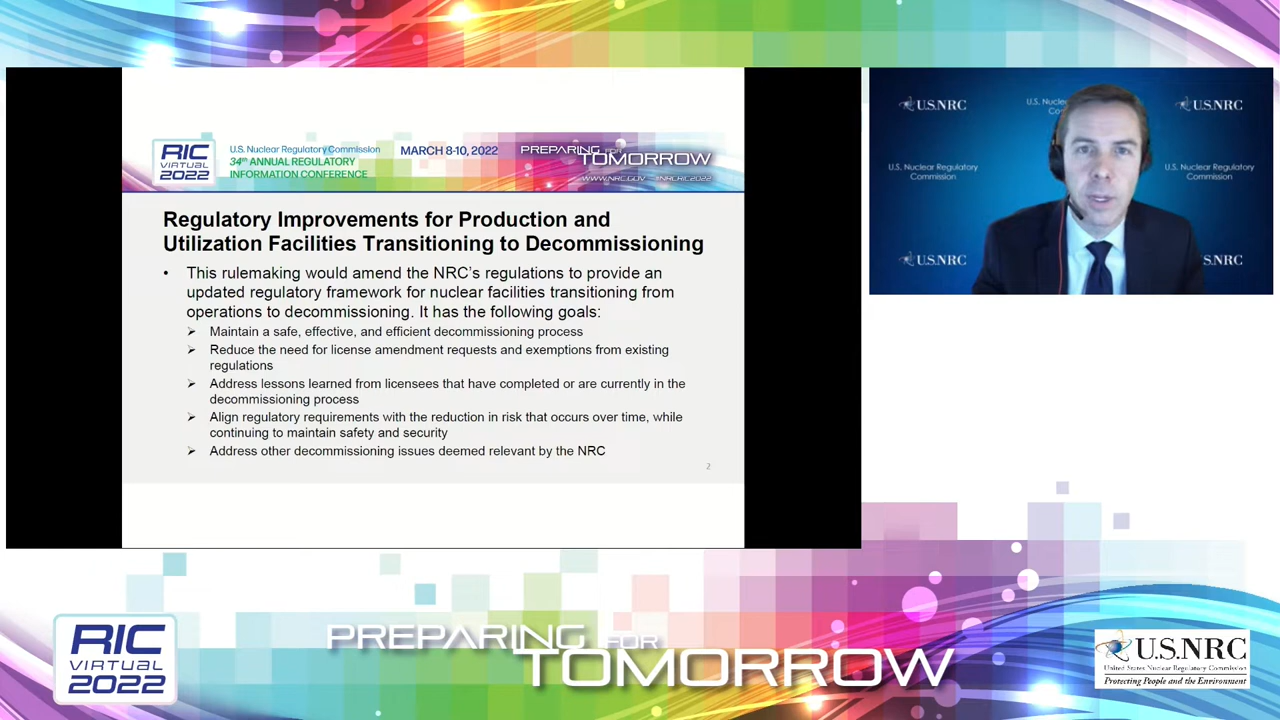 RIC
VIRTUAL
2022
U.S. Nuclear Regulatory Commission
34th ANNUAL REGULATORY
INFORMATION CONFERENCE
MARCH 8-10, 2022
PREPARING FOR
TOMORROW
WWW.NRC.GOV #NRCRIC2022
Regulatory Improvements for Production and
Utilization Facilities Transitioning to Decommissioning
• This rulemaking would amend the NRC's regulations to provide an
updated regulatory framework for nuclear facilities transitioning from
operations to decommissioning. It has the following goals:
➢ Maintain a safe, effective, and efficient decommissioning process
➢ Reduce the need for license amendment requests and exemptions from existing
regulations
➢ Address lessons learned from licensees that have completed or are currently in the
decommissioning process
➢ Align regulatory requirements with the reduction in risk that occurs over time, while
continuing to maintain safety and security
➢ Address other decommissioning issues deemed relevant by the NRC
2
U.S.NRC
U.S. Nuclear
Co
U.S.NRC
U.S. Nuclear Regulatory
Commission
U.S. Nuclear Regulatory
Commission
U.S.NRC
U.S.NRC
RIC
VIRTUAL
2022
PREPARING FOR
TOMORROW
U.S.NRC
United States Nuclear Regulatory Commission
Protecting People and the Environment